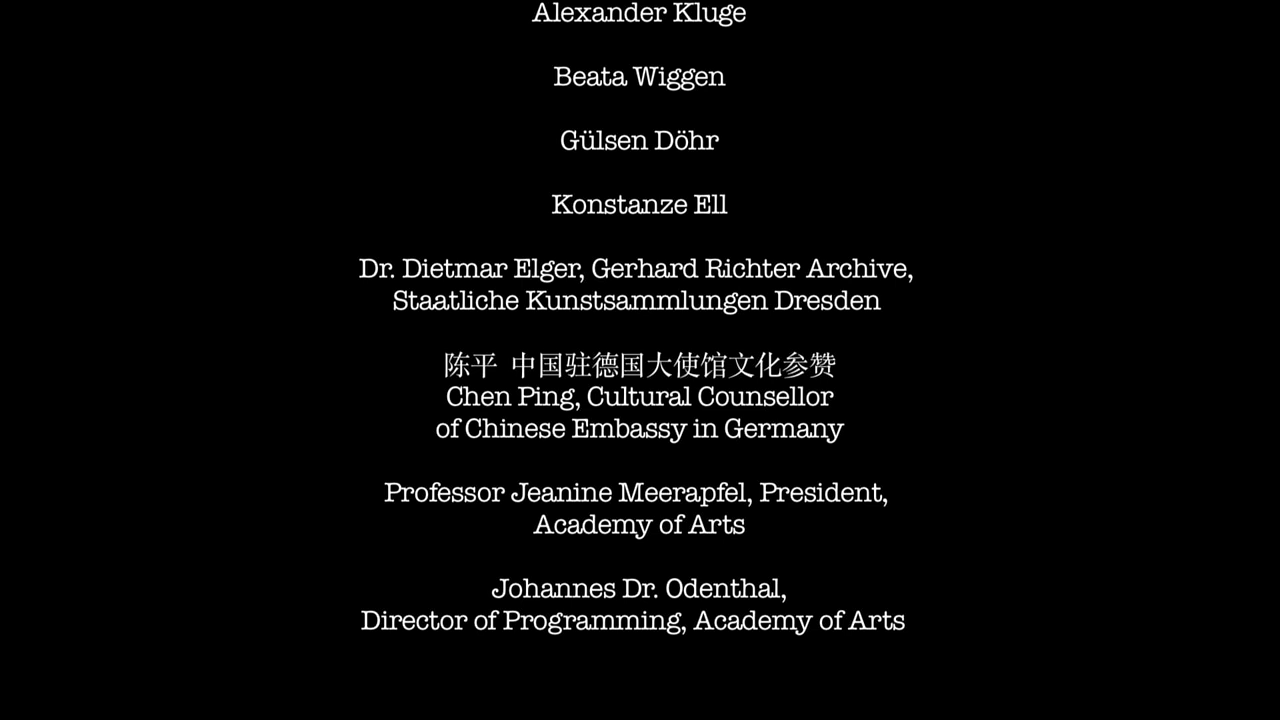 Alexander Kluge
Beata Wiggen
Gülsen Döhr
Konstanze Ell
Dr. Dietmar Elger, Gerhard Richter Archive,
Staatliche Kunstsammlungen Dresden
陈平 中国驻德国大使馆文化参赞
Chen Ping, Cultural Counsellor
of Chinese Embassy in Germany
Professor Jeanine Meerapfel, President,
Academy of Arts
Johannes Dr. Odenthal,
Director of Programming, Academy of Arts